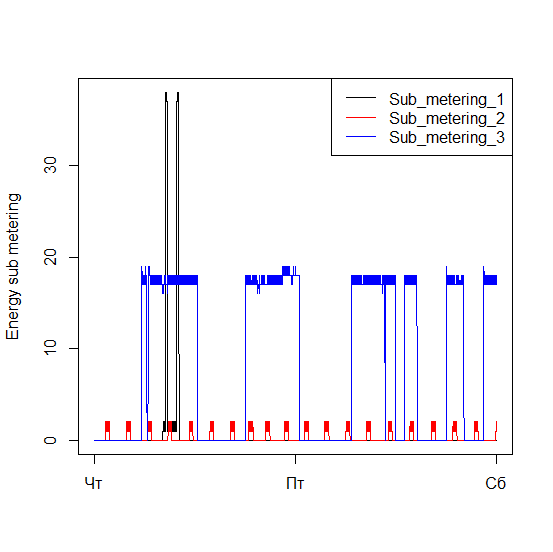 Sub_metering_1
Sub_metering_2
Sub_metering_3
Energy sub metering
30
20
10
0
Чт Пт Сб